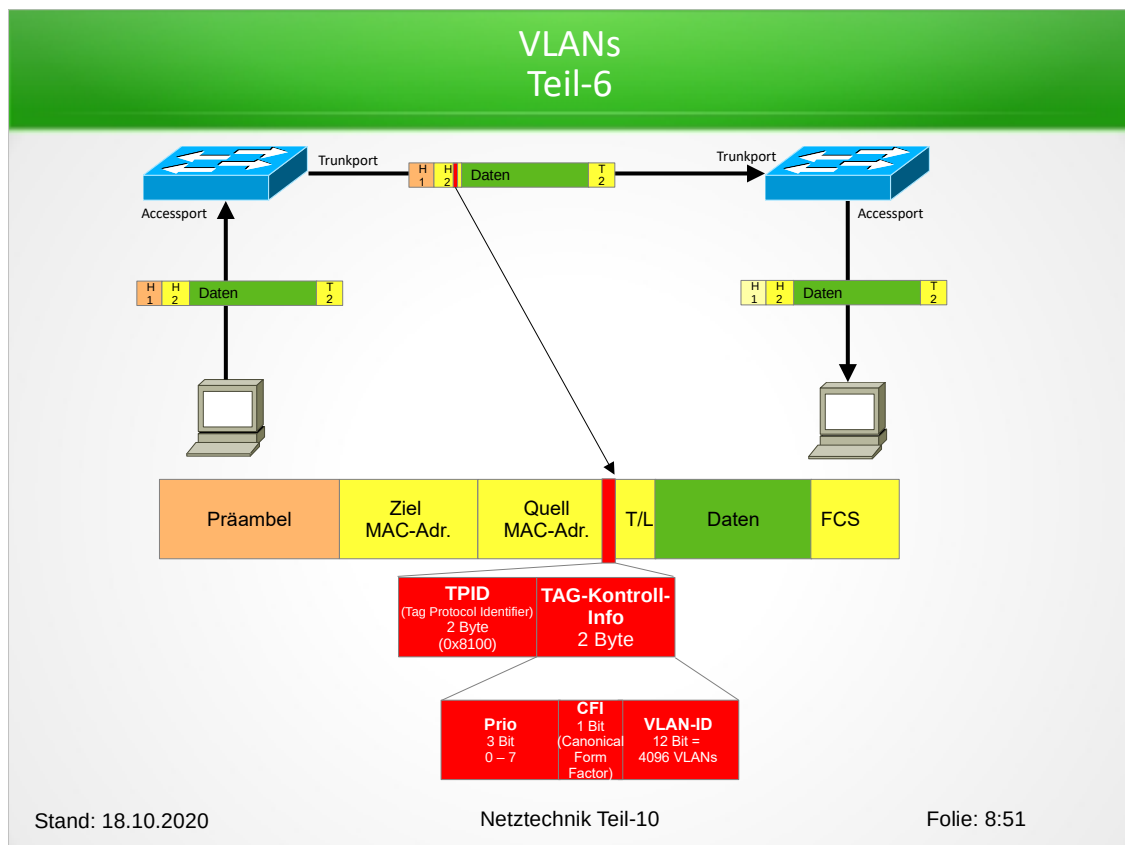 VLANs
Teil-6
Trunkport
H
1
H
2
Daten
T
2
Trunkport
Accessport
Accessport
H
1
H
2
Daten
T
2
H
1
H
2
Daten
T
2
Präambel
Ziel
MAC-Adr.
Quell
MAC-Adr.
T/L
Daten
FCS
TPID
(Tag Protocol Identifier)
2 Byte
(0x8100)
TAG-Kontroll-
Info
2 Byte
Prio
3 Bit
0 – 7
CFI
1 Bit
(Canonical
Form
Factor)
VLAN-ID
12 Bit =
4096 VLANs
Stand: 18.10.2020
Netztechnik Teil-10
Folie: 8:51